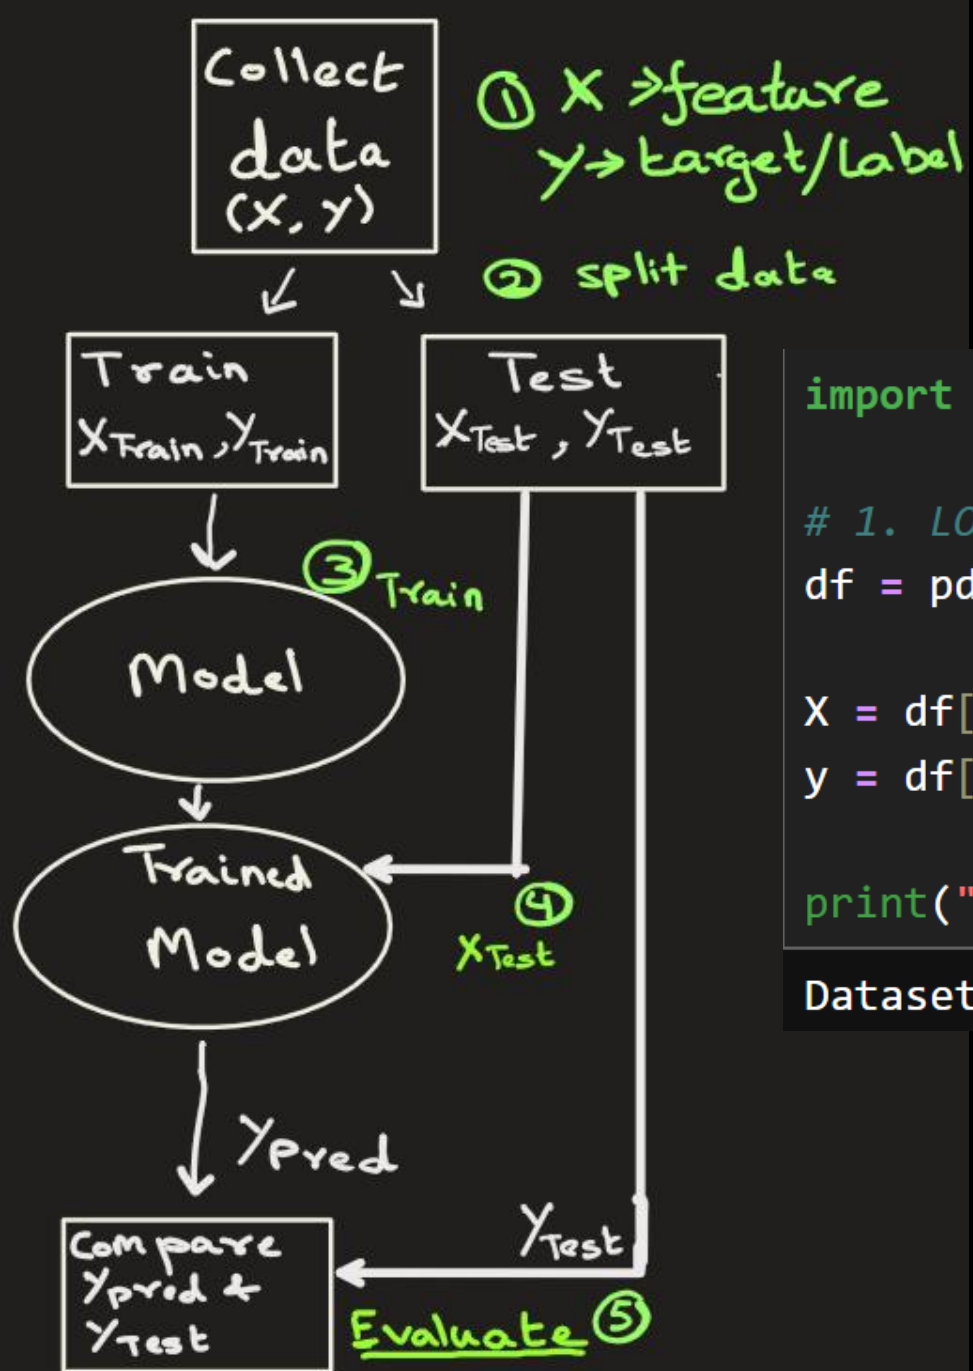 Collect
data
(X, y)
① X →feature
y→ target/Label
② split data
Train
XTrain, YTrain
Test
XTest, YTest
③ Train
Model
Trained
Model
④
XTest
Ypred
YTest
Compare
Ypred &
YTest
Evaluate ⑤
import
# 1. LO
df = pd
X = df[
y = df[
print("
Dataset